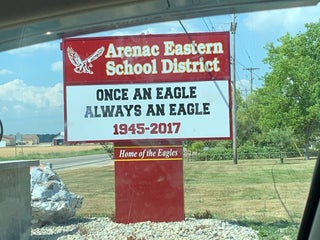 Arenac Eastern
School District
ONCE AN EAGLE
ALWAYS AN EAGLE
1945-2017
Home of the Eagles